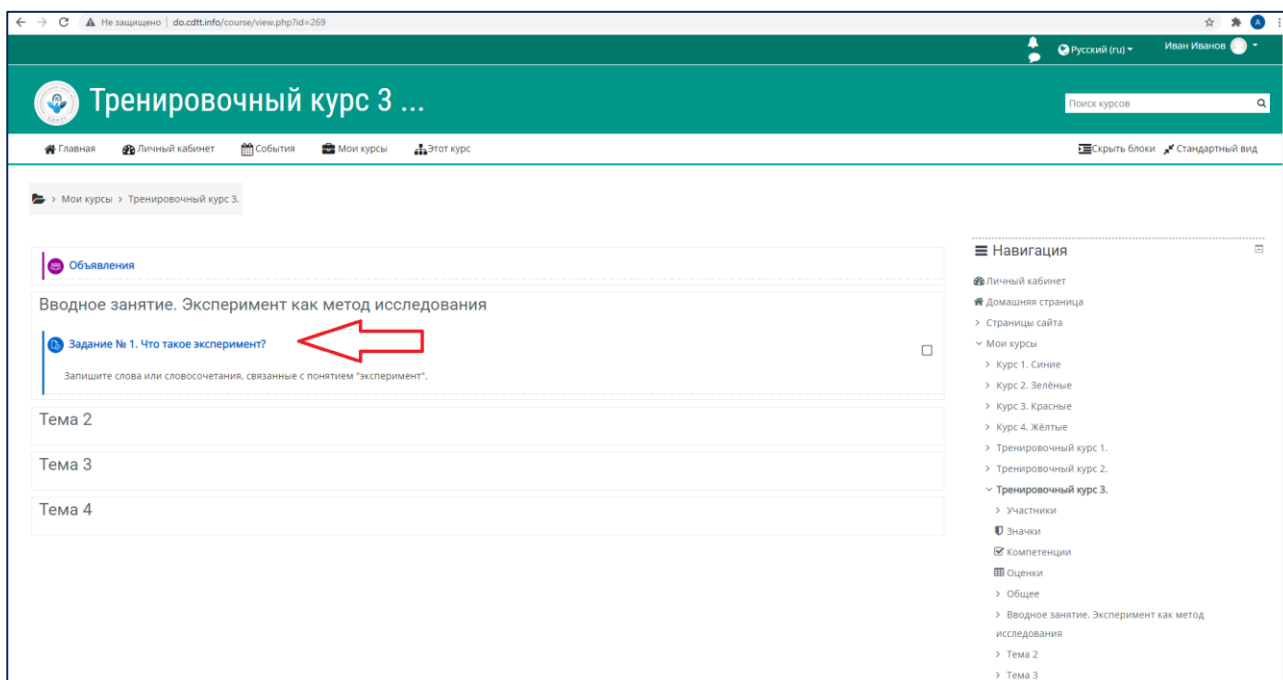 Не защищено | do.cdtt.info/course/view.php?id=269
A
Русский (ru)
Иван Иванов
Тренировочный курс 3 ...
Поиск курсов
Главная Личный кабинет События Мои курсы Этот курс
Скрыть блоки Стандартный вид
> Мои курсы > Тренировочный курс 3.
Объявления
Вводное занятие. Эксперимент как метод исследования
Задание № 1. Что такое эксперимент?
Запишите слова или словосочетания, связанные с понятием "эксперимент".
Тема 2
Тема 3
Тема 4
Навигация
Личный кабинет
Домашняя страница
Страницы сайта
Мои курсы
Курс 1. Синие
Курс 2. Зелёные
Курс 3. Красные
Курс 4. Жёлтые
Тренировочный курс 1.
Тренировочный курс 2.
Тренировочный курс 3.
Участники
Значки
Компетенции
Оценки
Общее
Вводное занятие. Эксперимент как метод
исследования
Тема 2
Тема 3